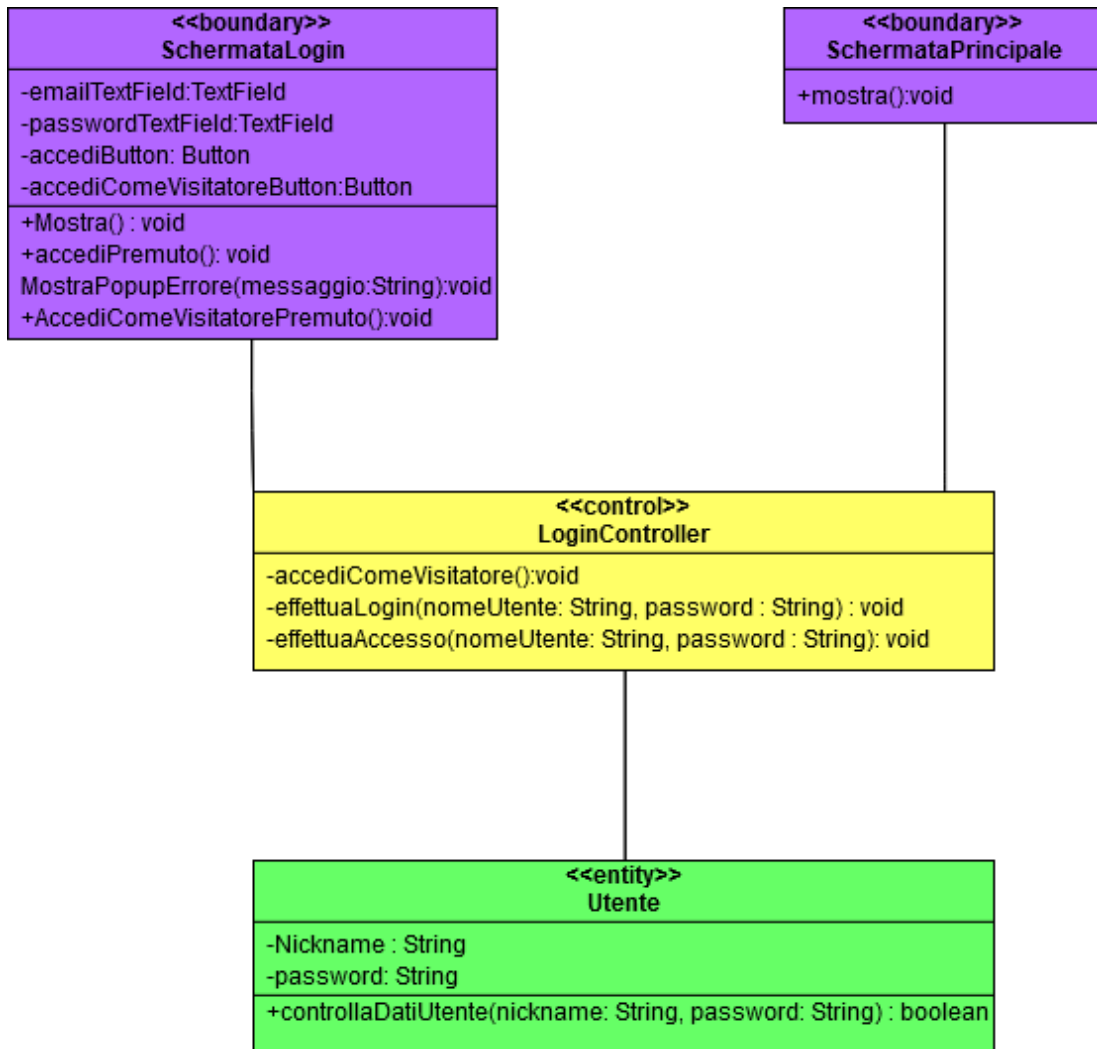 <<boundary>>
SchermataLogin
-emailTextField:TextField
-passwordTextField:TextField
-accediButton: Button
-accediComeVisitatoreButton:Button
+Mostra() : void
+accediPremuto(): void
MostraPopupErrore(messaggio:String):void
+AccediComeVisitatorePremuto():void
<<boundary>>
SchermataPrincipale
+mostra():void
<<control>>
LoginController
-accediComeVisitatore():void
-effettuaLogin(nomeUtente: String, password : String) : void
-effettuaAccesso(nomeUtente: String, password : String): void
<<entity>>
Utente
-Nickname : String
-password: String
+controllaDatiUtente(nickname: String, password: String) : boolean